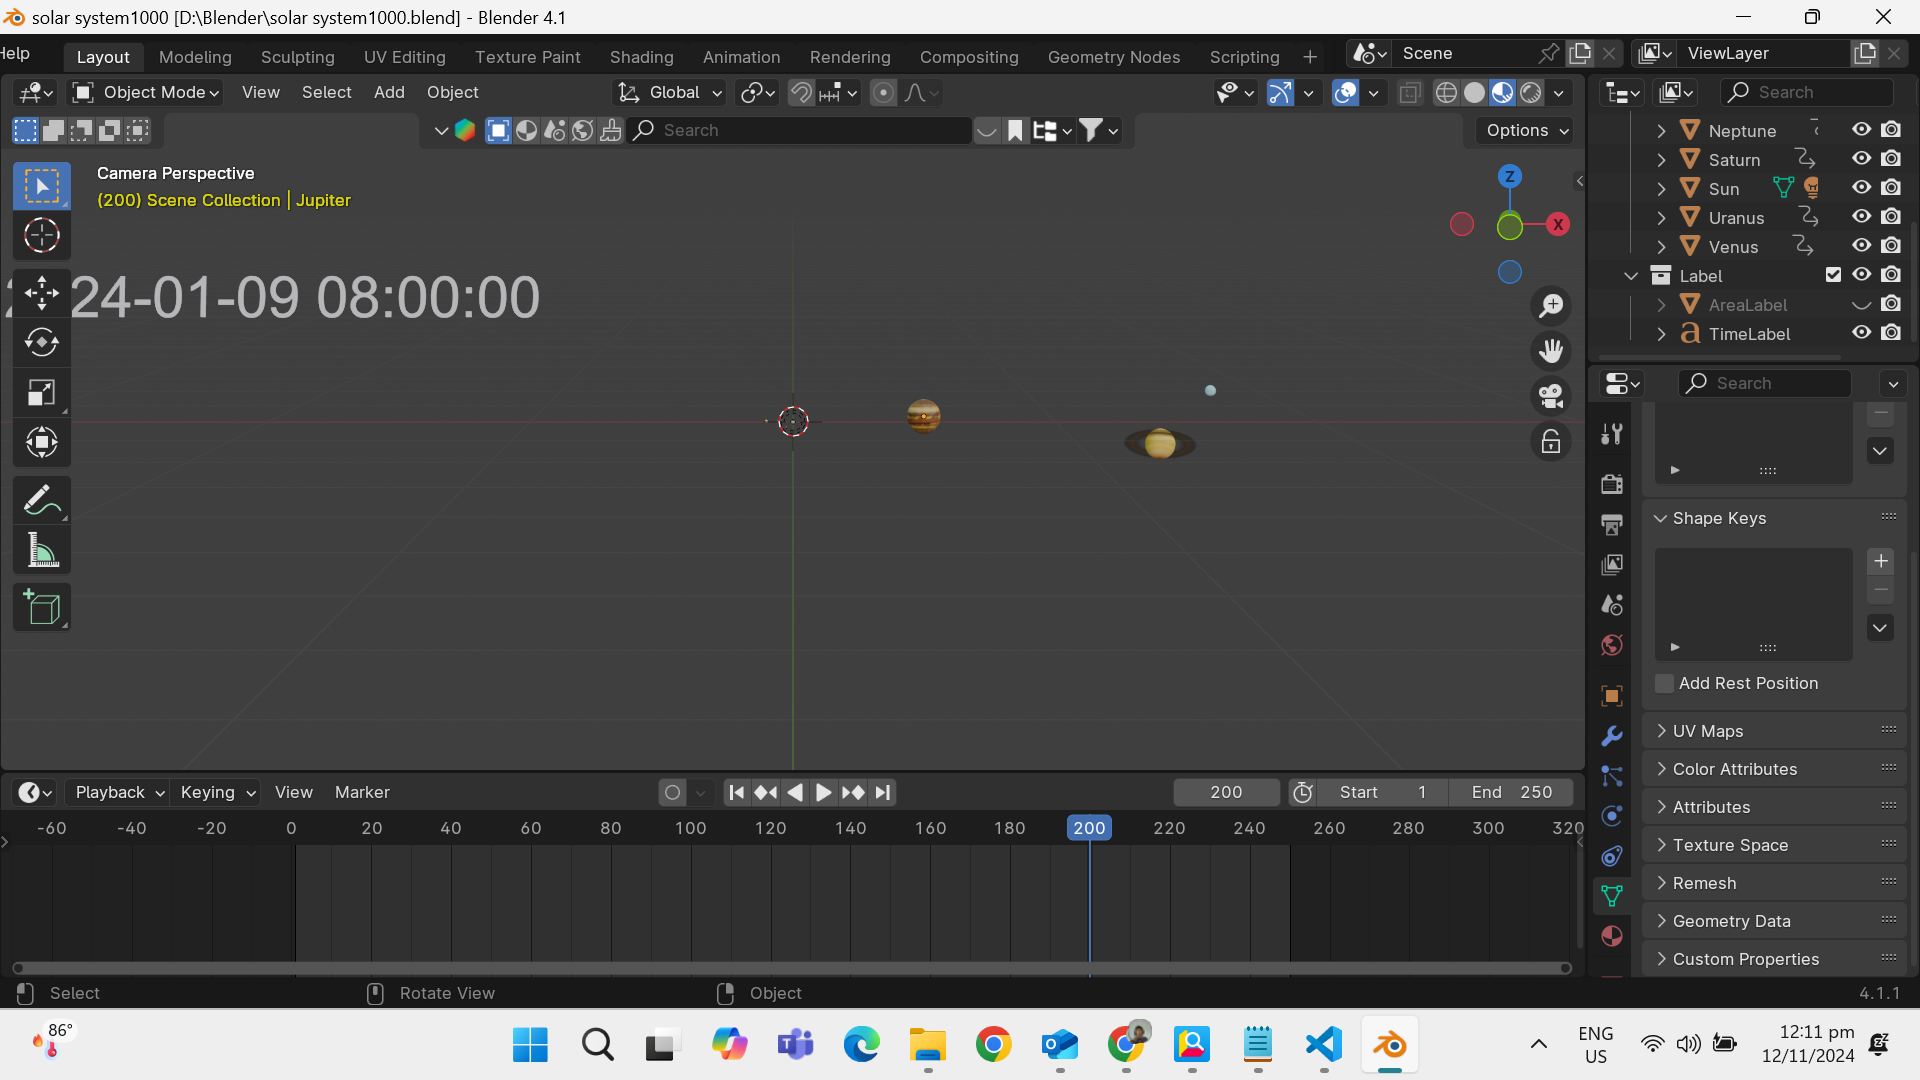 solar system1000 [D:\Blender\solar system1000.blend] - Blender 4.1
Help Layout Modeling Sculpting UV Editing Texture Paint Shading Animation Rendering Compositing Geometry Nodes Scripting + Scene ViewLayer
Object Mode View Select Add Object Global Search
Search Options
Camera Perspective
(200) Scene Collection | Jupiter
24-01-09 08:00:00
Z
X
Neptune
Saturn
Sun
Uranus
Venus
Label
AreaLabel
TimeLabel
Search
Shape Keys
Add Rest Position
UV Maps
Color Attributes
Attributes
Texture Space
Remesh
Geometry Data
Custom Properties
Playback Keying View Marker 200 Start 1 End 250
-60 -40 -20 0 20 40 60 80 100 120 140 160 180 200 220 240 260 280 300 320
Select Rotate View Object 4.1.1
86°
ENG
US
12:11 pm
12/11/2024